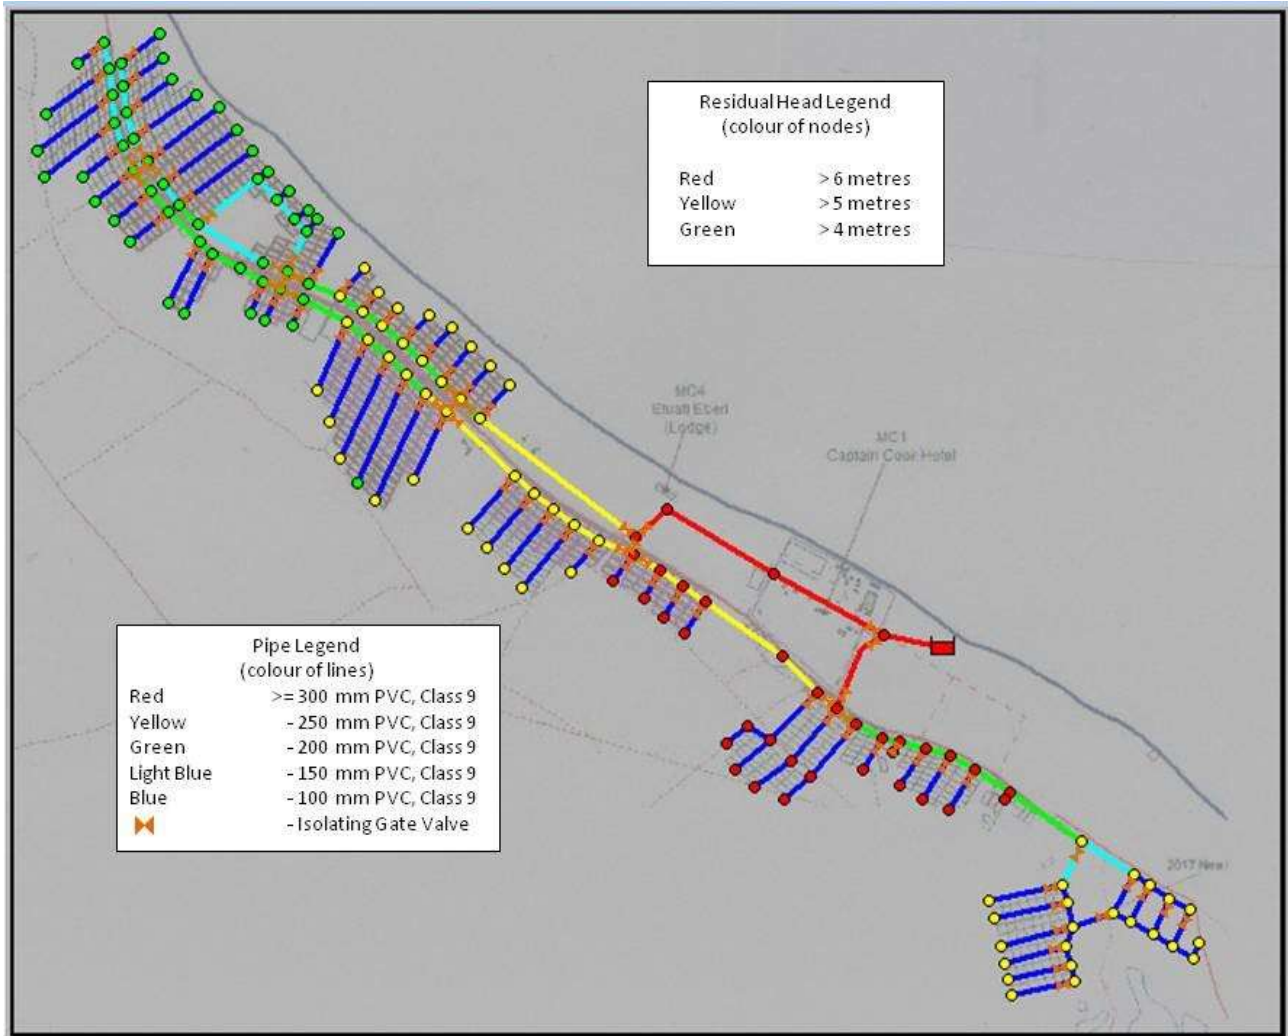 Residual Head Legend
(colour of nodes)
Red >6 metres
Yellow >5 metres
Green >4 metres
MC4
(Lodge)
MC1
Captain Cook Hotel
Pipe Legend
(colour of lines)
Red >=300 mm PVC, Class 9
Yellow -250 mm PVC, Class 9
Green -200 mm PVC, Class 9
Light Blue -150 mm PVC, Class 9
Blue -100 mm PVC, Class 9
-Isolating Gate Valve
2017 New